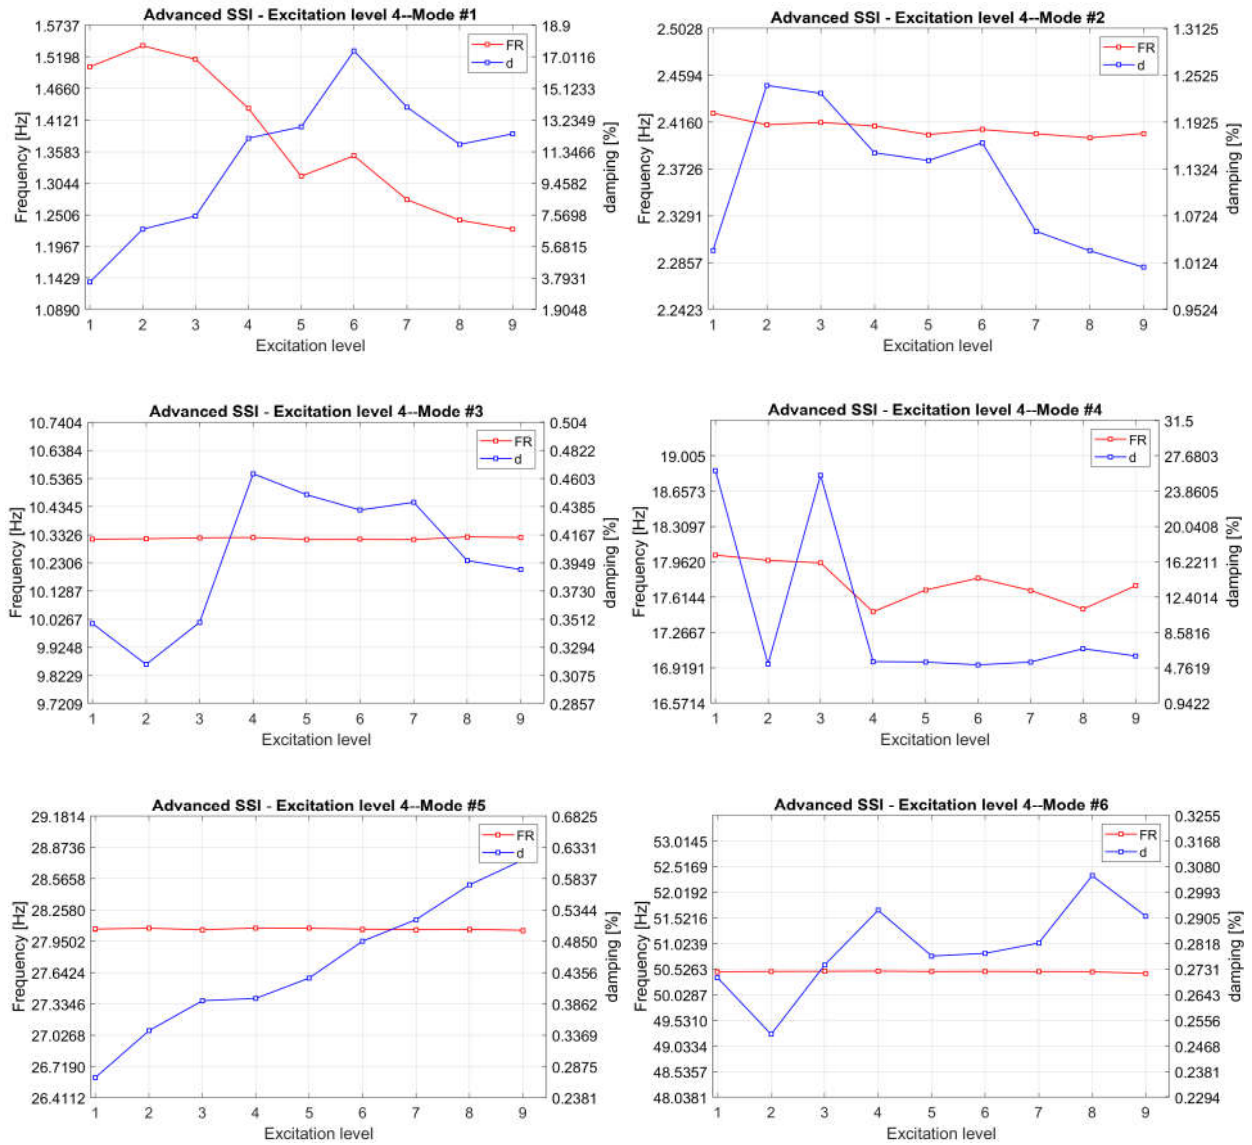 Advanced SSI - Excitation level 4--Mode #1
1.5737
1.5198
1.4660
1.4121
1.3583
1.3044
1.2506
1.1967
1.1429
1.0890
Frequency [Hz]
18.9
17.0116
15.1233
13.2349
11.3466
9.4582
7.5698
5.6815
3.7931
1.9048
damping [%]
FR
d
1 2 3 4 5 6 7 8 9
Excitation level
Advanced SSI - Excitation level 4--Mode #2
2.5028
2.4594
2.4160
2.3726
2.3291
2.2857
2.2423
Frequency [Hz]
1.3125
1.2525
1.1925
1.1324
1.0724
1.0124
0.9524
damping [%]
FR
d
1 2 3 4 5 6 7 8 9
Excitation level
Advanced SSI - Excitation level 4--Mode #3
10.7404
10.6384
10.5365
10.4345
10.3326
10.2306
10.1287
10.0267
9.9248
9.8229
9.7209
Frequency [Hz]
0.504
0.4822
0.4603
0.4385
0.4167
0.3949
0.3730
0.3512
0.3294
0.3075
0.2857
damping [%]
FR
d
1 2 3 4 5 6 7 8 9
Excitation level
Advanced SSI - Excitation level 4--Mode #4
19.005
18.6573
18.3097
17.9620
17.6144
17.2667
16.9191
16.5714
Frequency [Hz]
31.5
27.6803
23.8605
20.0408
16.2211
12.4014
8.5816
4.7619
0.9422
damping [%]
FR
d
1 2 3 4 5 6 7 8 9
Excitation level
Advanced SSI - Excitation level 4--Mode #5
29.1814
28.8736
28.5658
28.2580
27.9502
27.6424
27.3346
27.0268
26.7190
26.4112
Frequency [Hz]
0.6825
0.6331
0.5837
0.5344
0.4850
0.4356
0.3862
0.3369
0.2875
0.2381
damping [%]
FR
d
1 2 3 4 5 6 7 8 9
Excitation level
Advanced SSI - Excitation level 4--Mode #6
53.0145
52.5169
52.0192
51.5216
51.0239
50.5263
50.0287
49.5310
49.0334
48.5357
48.0381
Frequency [Hz]
0.3255
0.3168
0.3080
0.2993
0.2905
0.2818
0.2731
0.2643
0.2556
0.2468
0.2381
0.2294
damping [%]
FR
d
1 2 3 4 5 6 7 8 9
Excitation level